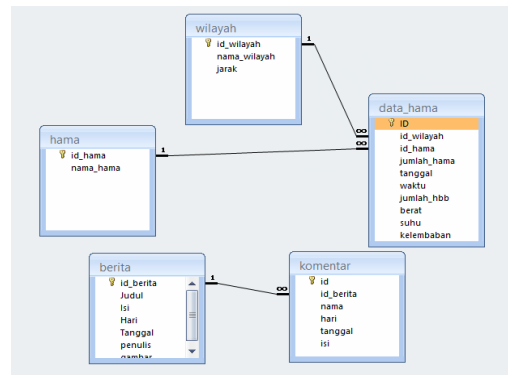 wilayah
id_wilayah
nama_wilayah
jarak
1
data_hama
ID
id_wilayah
id_hama
jumlah_hama
tanggal
waktu
jumlah_hbb
berat
suhu
kelembaban
∞
∞
hama
id_hama
nama_hama
1
berita
id_berita
Judul
Isi
Hari
Tanggal
penulis
gambar
1
∞
komentar
id
id_berita
nama
hari
tanggal
isi